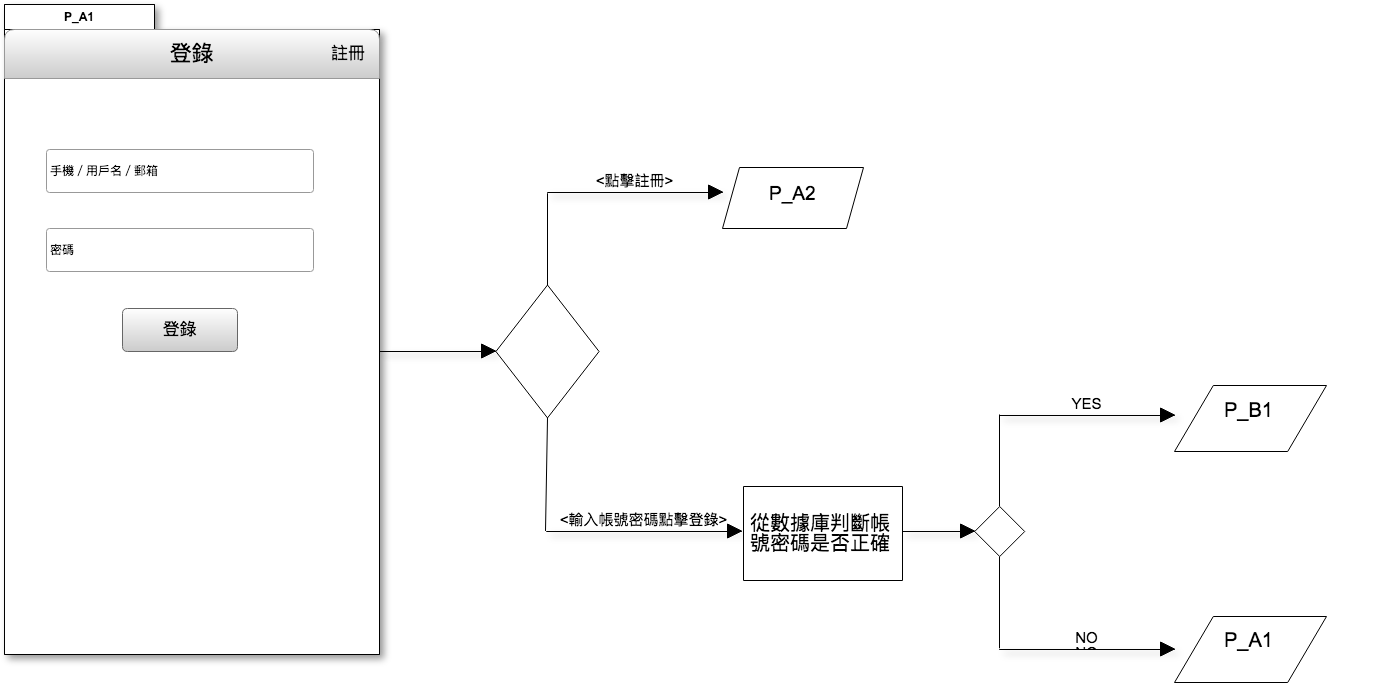 P_A1
登錄
註冊
手機 / 用戶名 / 郵箱
密碼
登錄
<點擊註冊>
P_A2
<輸入帳號密碼點擊登錄>
從數據庫判斷帳
號密碼是否正確
YES
P_B1
NO
NO
P_A1